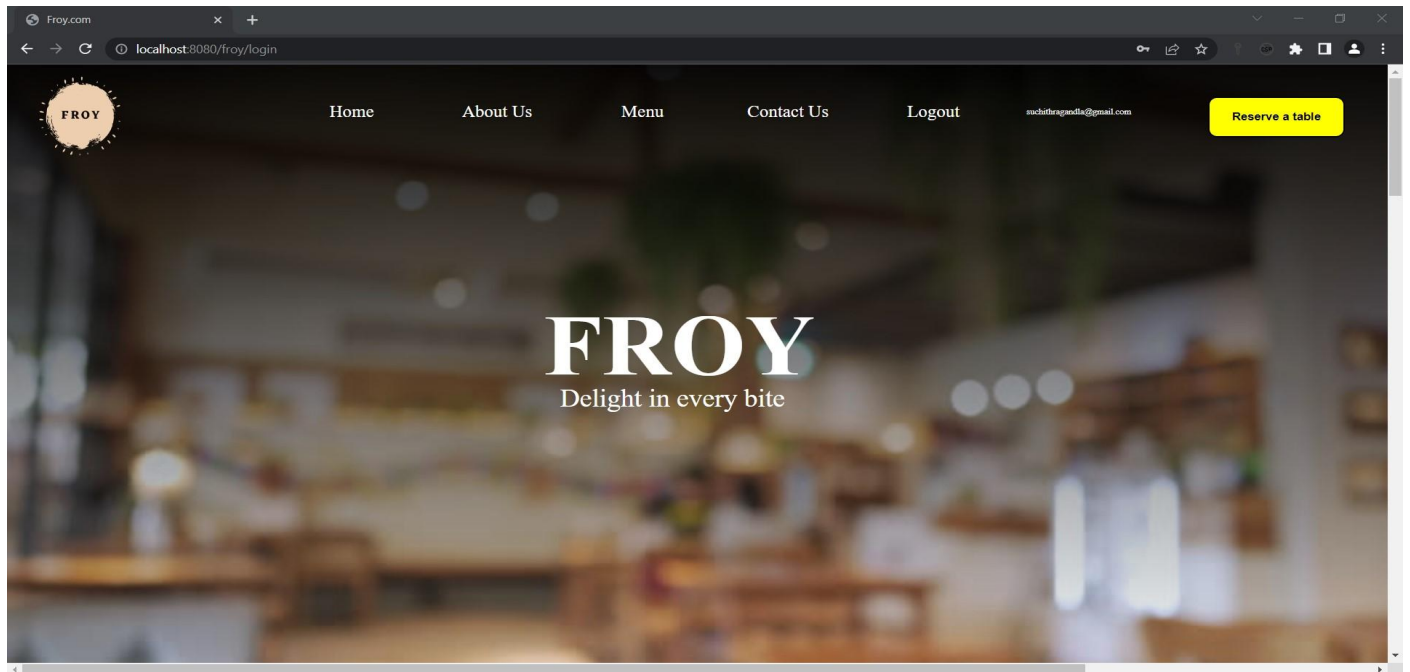 Froy.com
localhost:8080/froy/login
FROY
Home About Us Menu Contact Us Logout suchithragandla@gmail.com Reserve a table
FROY
Delight in every bite